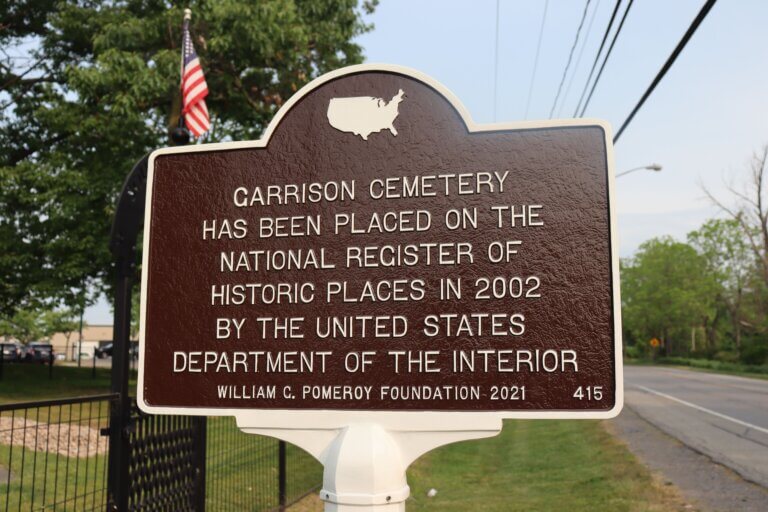 GARRISON CEMETERY
HAS BEEN PLACED ON THE
NATIONAL REGISTER OF
HISTORIC PLACES IN 2002
BY THE UNITED STATES
DEPARTMENT OF THE INTERIOR
WILLIAM G. POMEROY FOUNDATION 2021 415